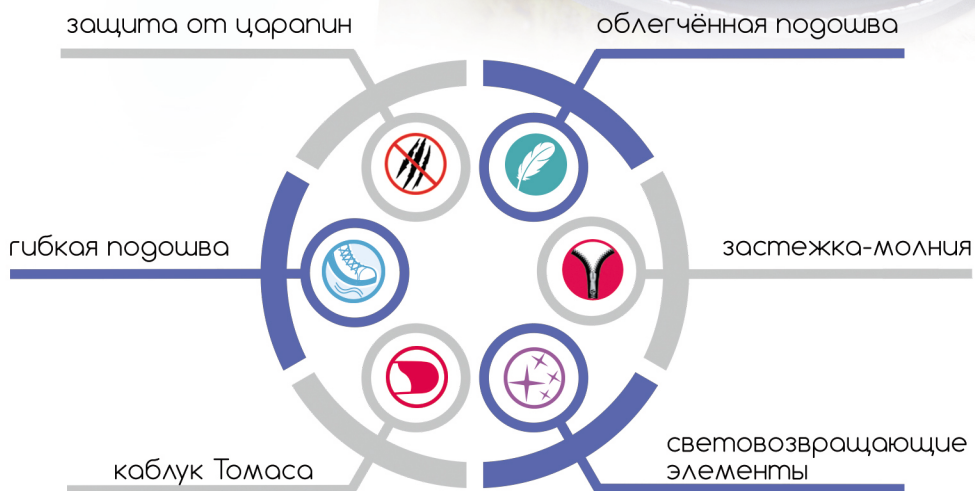 защита от царапин
облегчённая подошва
гибкая подошва
застежка-молния
каблук Томаса
световозвращающие
элементы